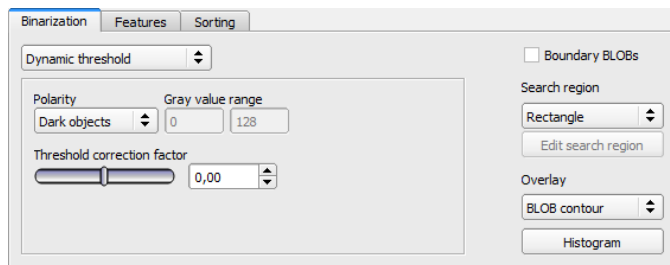 Binarization Features Sorting
Dynamic threshold
Polarity Gray value range
Dark objects 0 128
Threshold correction factor
0,00
Boundary BLOBs
Search region
Rectangle
Edit search region
Overlay
BLOB contour
Histogram